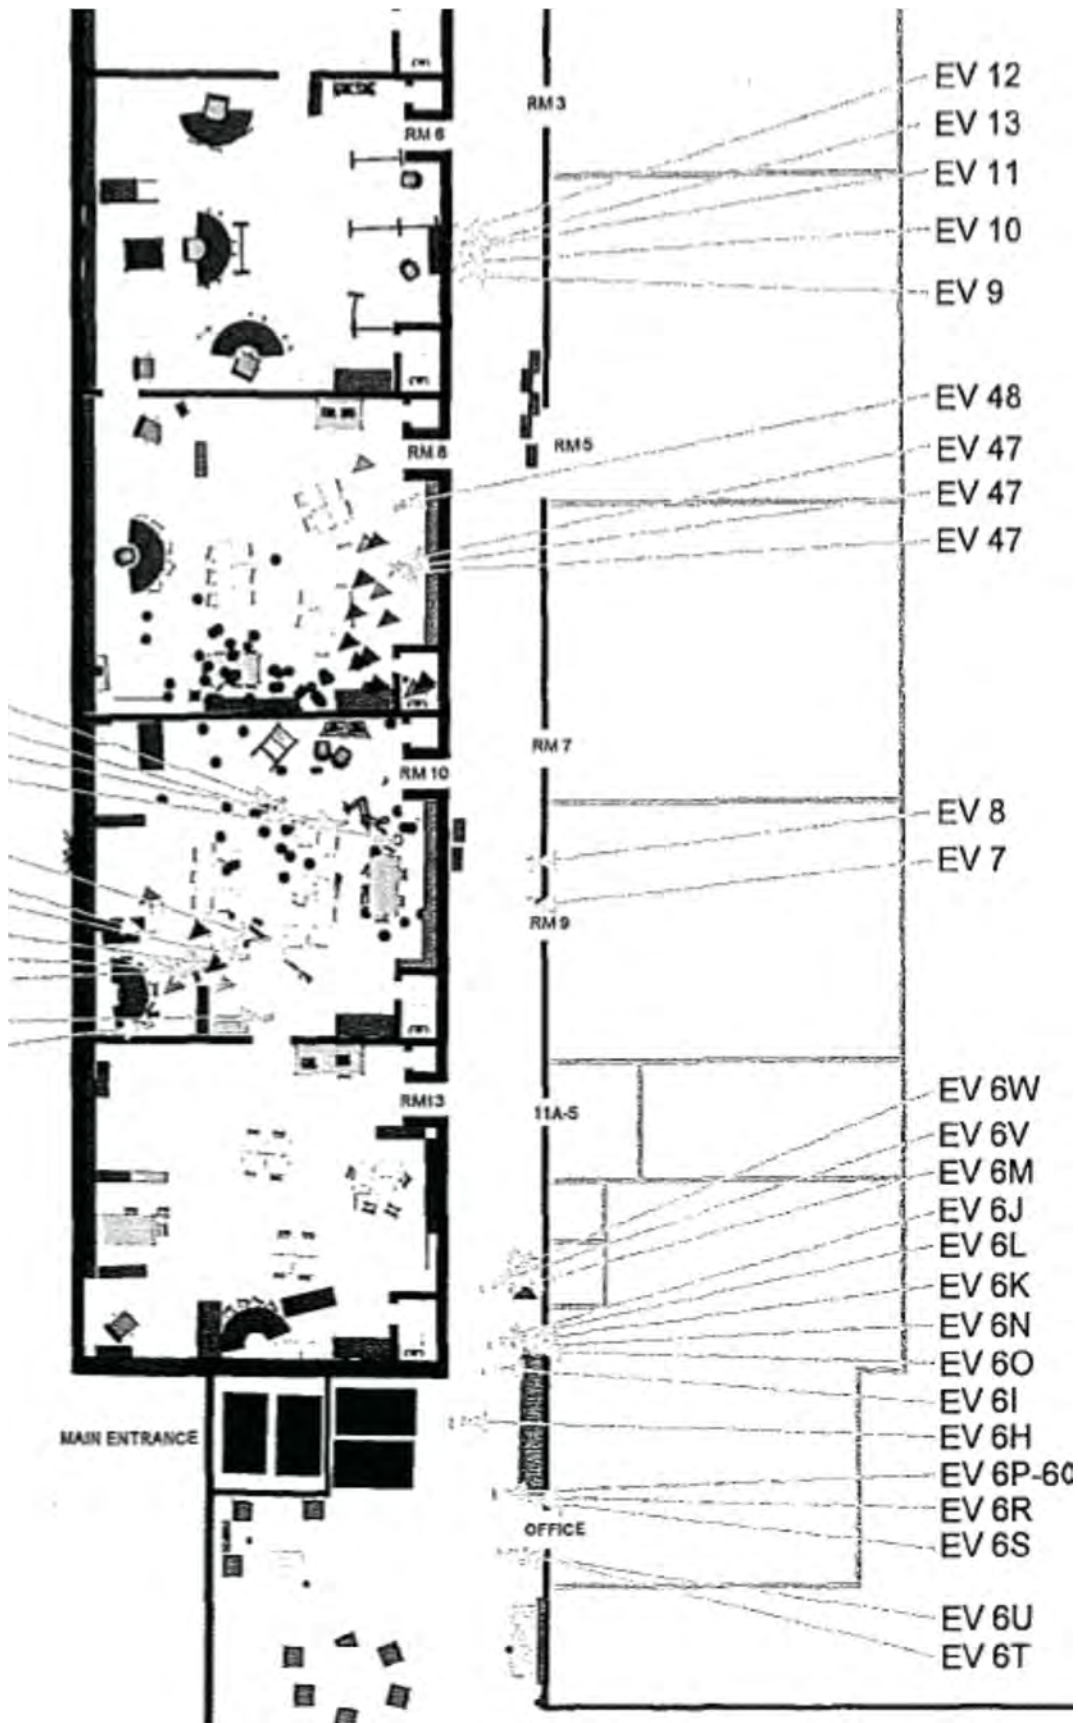 EV 12
RM 3
EV 13
RM 6
EV 11
EV 10
EV 9
EV 48
RM 8
RM 5
EV 47
EV 47
EV 47
RM 7
RM 10
EV 8
EV 7
RM 9
EV 6W
RM13
11A-5
EV 6V
EV 6M
EV 6J
EV 6L
EV 6K
EV 6N
EV 6O
EV 6I
MAIN ENTRANCE
EV 6H
EV 6P-60
EV 6R
OFFICE
EV 6S
EV 6U
EV 6T